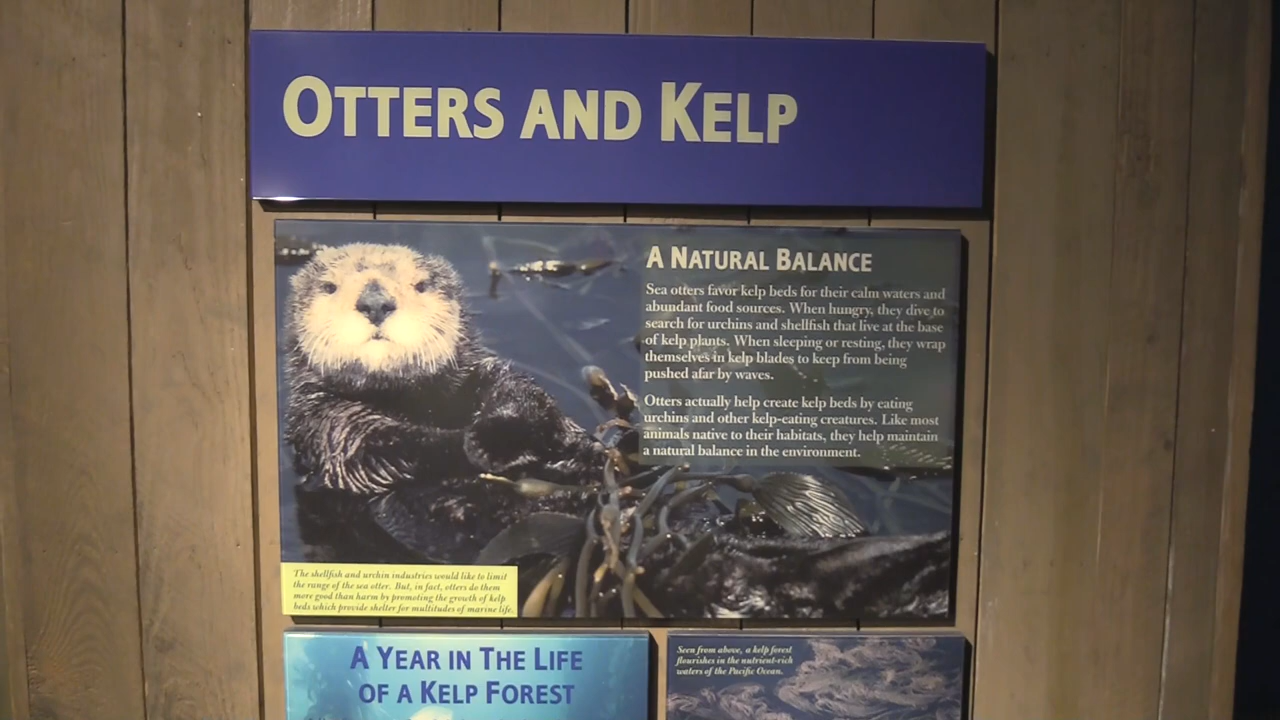 OTTERS AND KELP
A NATURAL BALANCE
Sea otters favor kelp beds for their calm waters and
abundant food sources. When hungry, they dive to
search for urchins and shellfish that live at the base
of kelp plants. When sleeping or resting, they wrap
themselves in kelp blades to keep from being
pushed afar by waves.
Otters actually help create kelp beds by eating
urchins and other kelp-eating creatures. Like most
animals native to their habitats, they help maintain
a natural balance in the environment.
The shellfish and urchin industries would like to limit
the range of the sea otter. But, in fact, otters do them
more good than harm by promoting the growth of kelp
beds which provide shelter for multitudes of marine life.
A YEAR IN THE LIFE
OF A KELP FOREST
Seen from above, a kelp forest
flourishes in the nutrient-rich
waters of the Pacific Ocean.